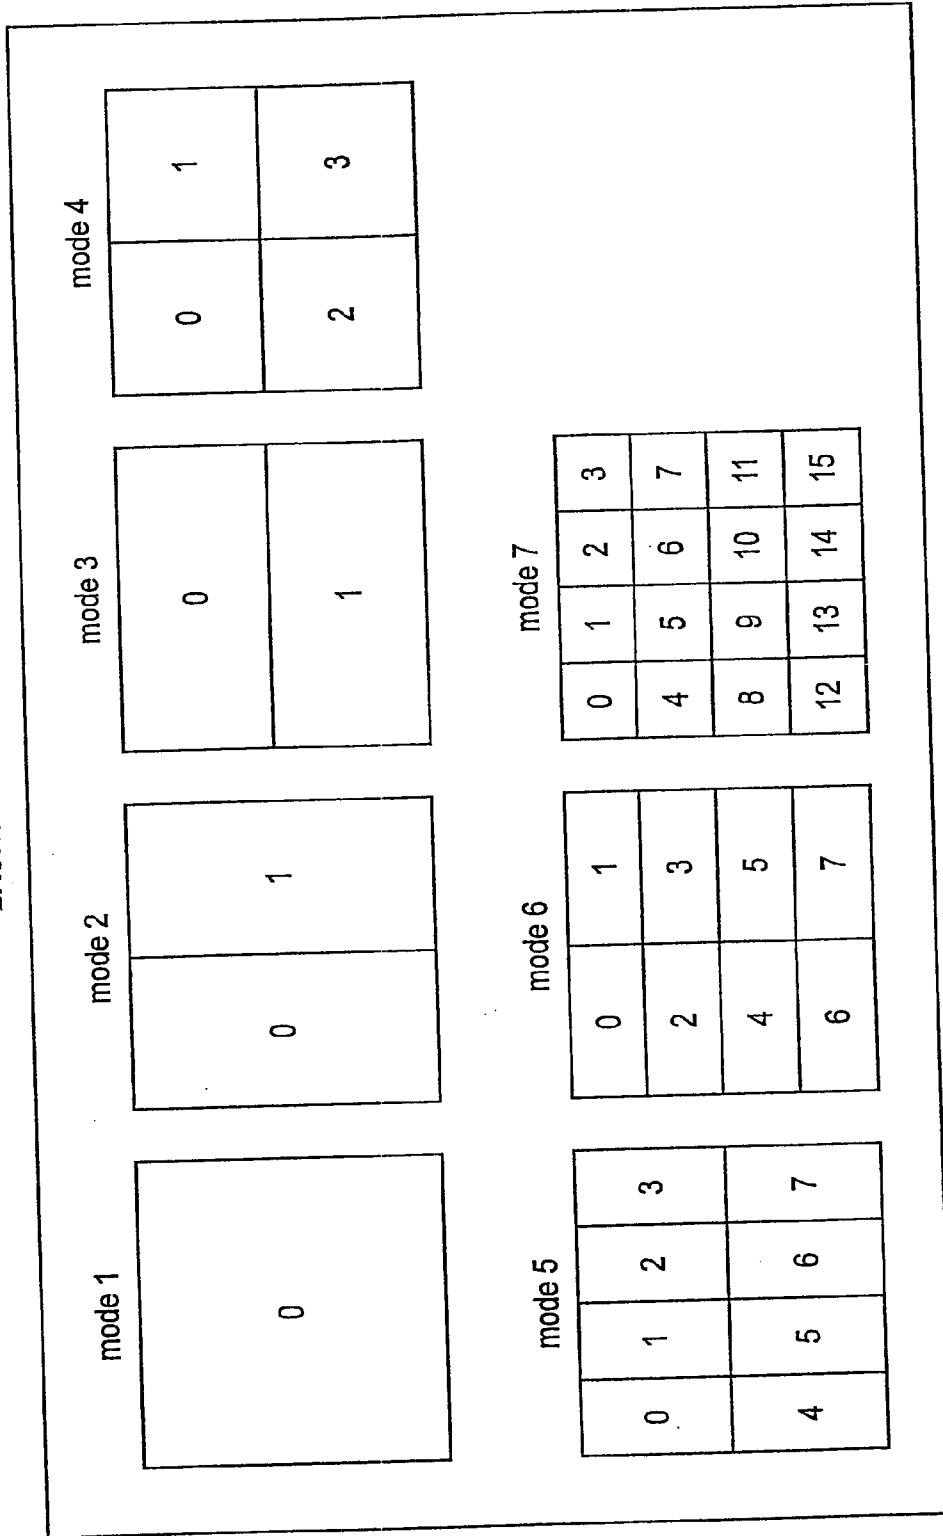 mode 1
0
mode 2
0 1
mode 3
0
1
mode 4
0 1
2 3
mode 5
0 1 2 3
4 5 6 7
mode 6
0 1
2 3
4 5
6 7
mode 7
0 1 2 3
4 5 6 7
8 9 10 11
12 13 14 15